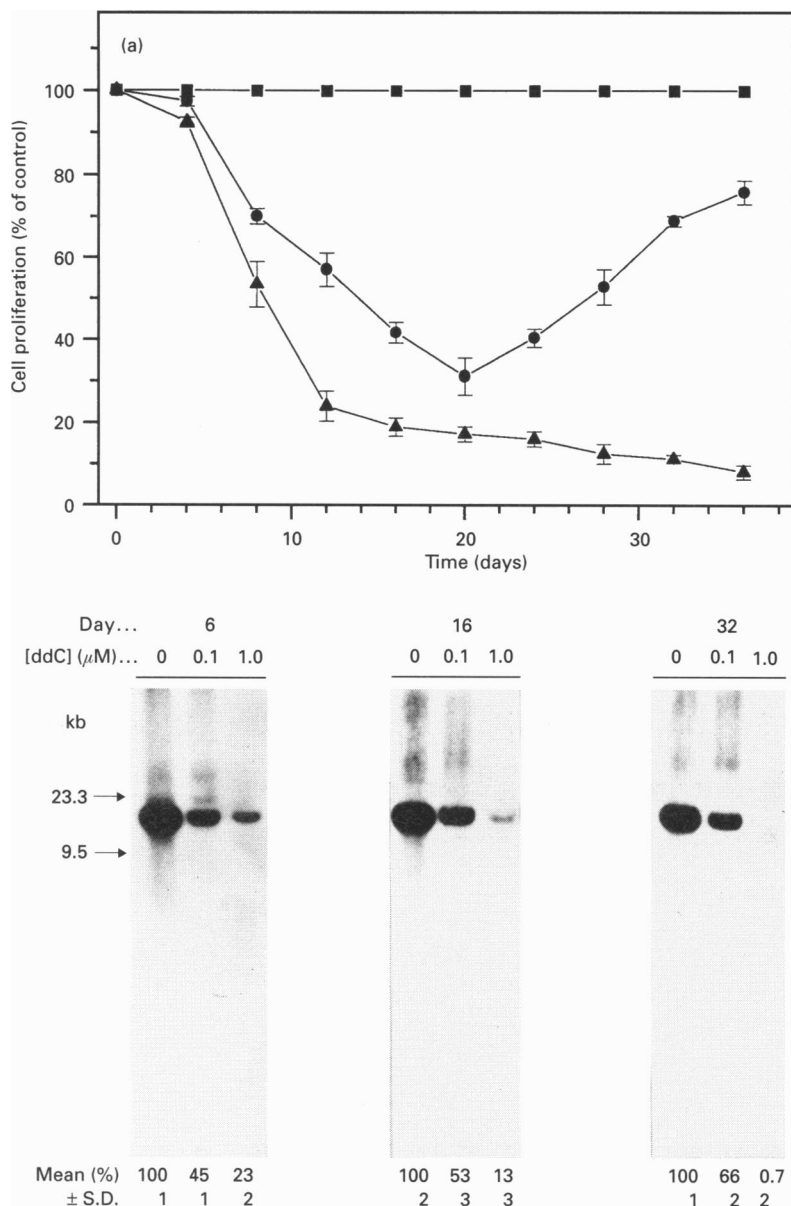 (a)
100
80
60
40
20
0
Cell proliferation (% of control)
0 10 20 30
Time (days)
Day... 6 16 32
[ddC] (μM)... 0 0.1 1.0 0 0.1 1.0 0 0.1 1.0
kb
23.3
9.5
Mean (%) 100 45 23 100 53 13 100 66 0.7
± S.D. 1 1 2 2 3 3 1 2 2